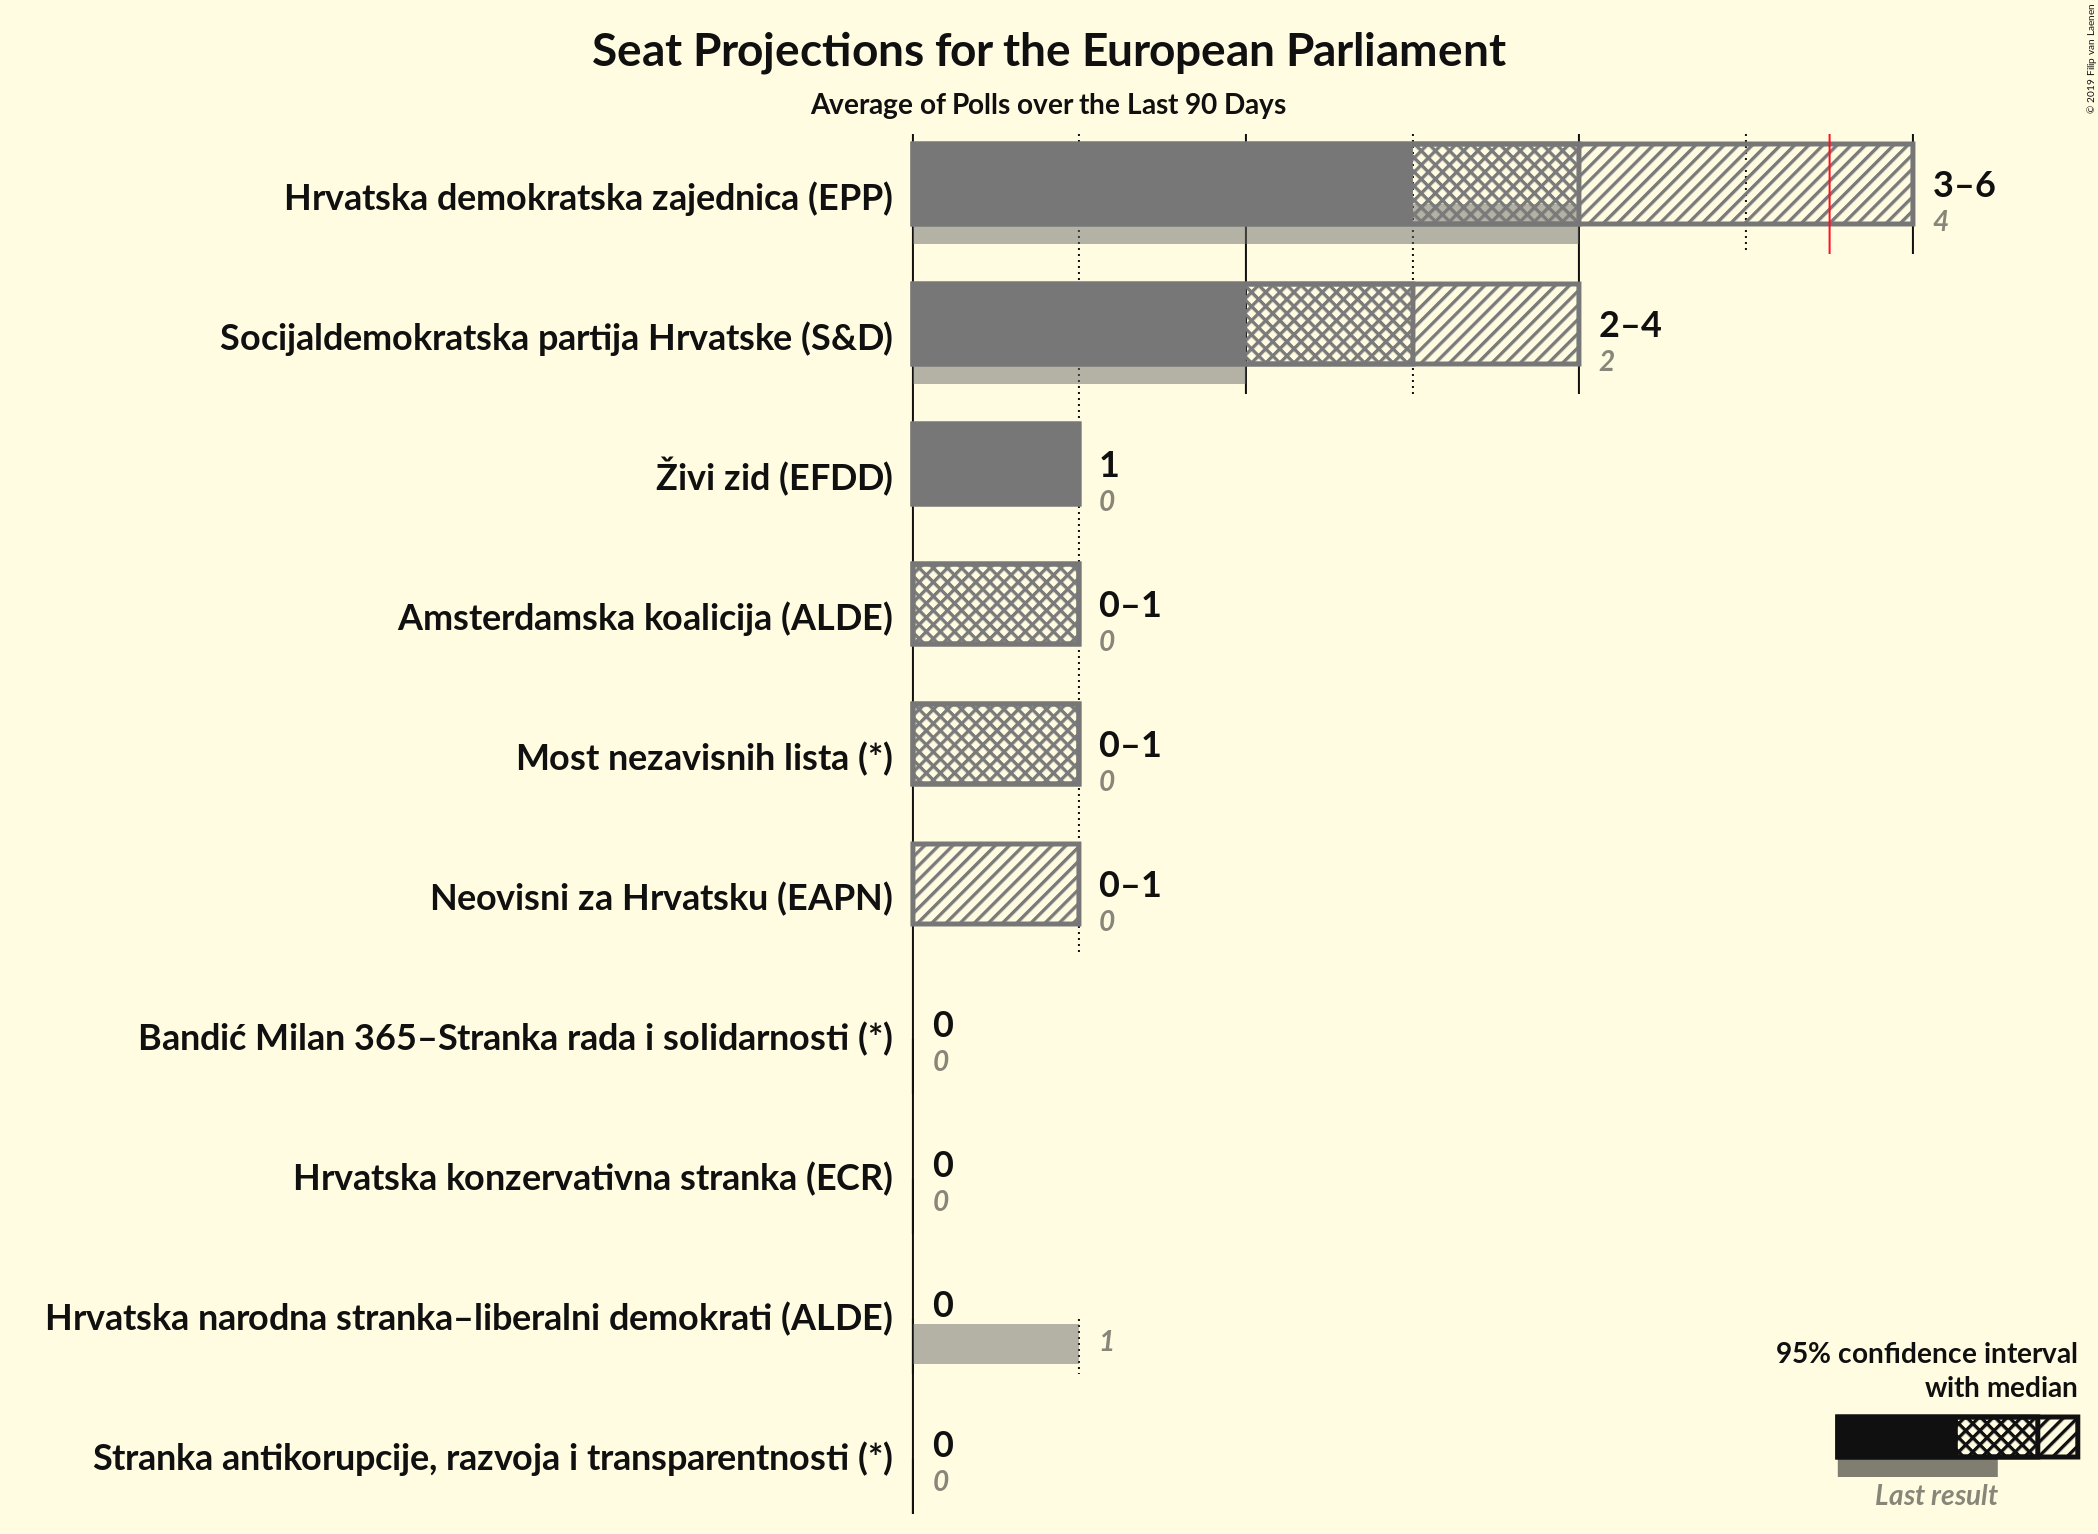 Seat Projections for the European Parliament
Average of Polls over the Last 90 Days
© 2019 Filip van Laenen
Hrvatska demokratska zajednica (EPP)
3–6
4
Socijaldemokratska partija Hrvatske (S&D)
2–4
2
Živi zid (EFDD)
1
0
Amsterdamska koalicija (ALDE)
0–1
0
Most nezavisnih lista (*)
0–1
0
Neovisni za Hrvatsku (EAPN)
0–1
0
Bandić Milan 365–Stranka rada i solidarnosti (*)
0
0
Hrvatska konzervativna stranka (ECR)
0
0
Hrvatska narodna stranka–liberalni demokrati (ALDE)
0
1
Stranka antikorupcije, razvoja i transparentnosti (*)
0
0
95% confidence interval
with median
Last result